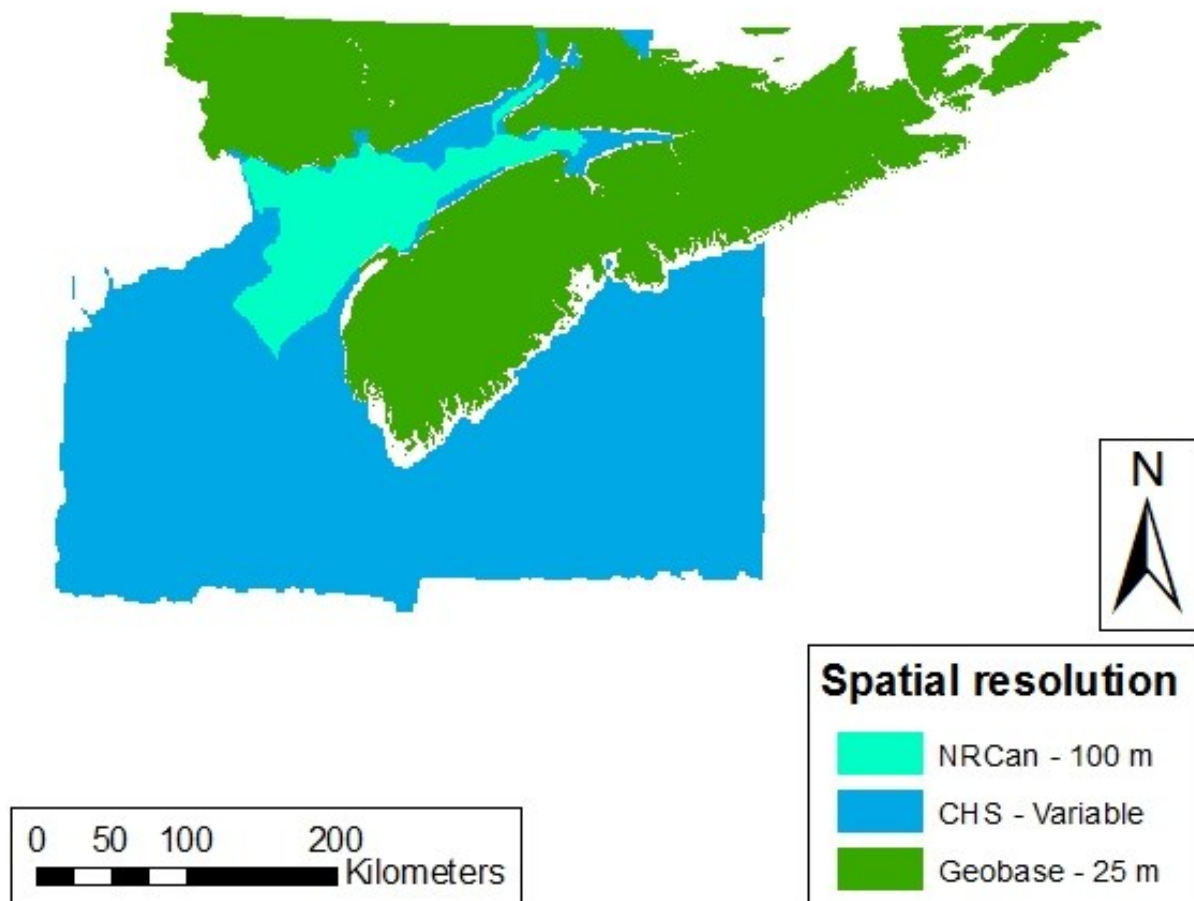 N
Spatial resolution
NRCan - 100 m
CHS - Variable
Geobase - 25 m
0 50 100 200
Kilometers